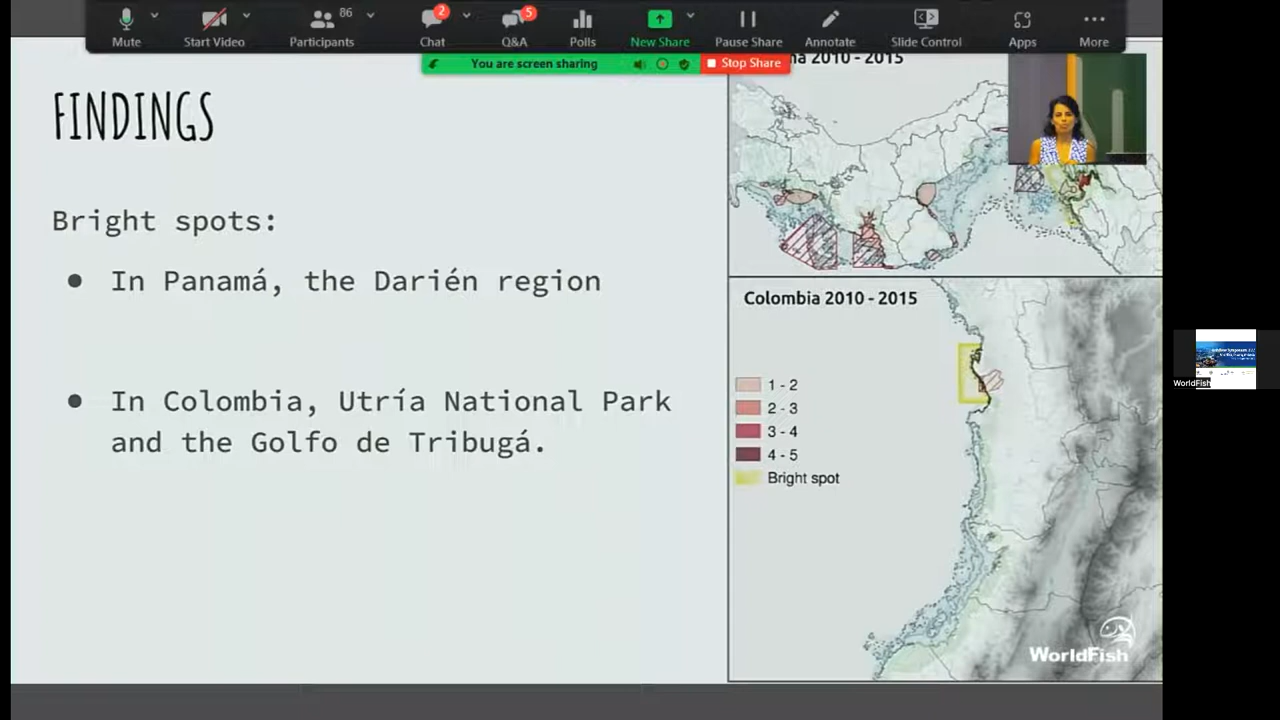 86
2
5
Mute
Start Video
Participants
Chat
Q&A
Polls
New Share
Pause Share
Annotate
Slide Control
Apps
More
You are screen sharing
Stop Share
2010 - 2015
FINDINGS
Bright spots:
● In Panamá, the Darién region
● In Colombia, Utría National Park
and the Golfo de Tribugá.
Colombia 2010 - 2015
1 - 2
2 - 3
3 - 4
4 - 5
Bright spot
WorldFish
WorldFish